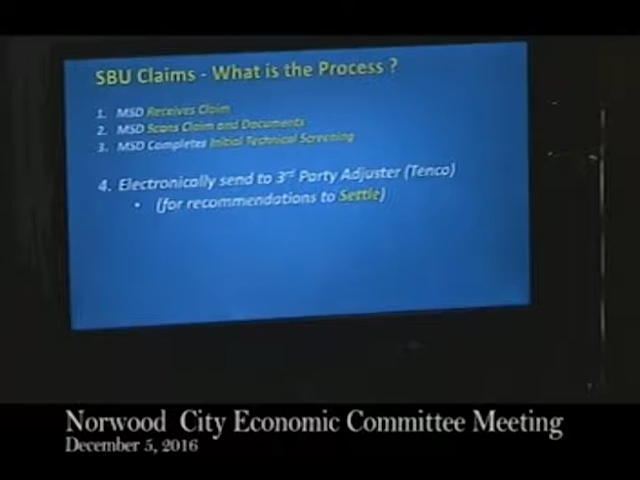 SBU Claims - What is the Process ?
1. MSD Receives Claim
2. MSD Scans Claim and Documents
3. MSD Completes Initial Technical Screening
4. Electronically send to 3rd Party Adjuster (Tenco)
• (for recommendations to Settle)
Norwood City Economic Committee Meeting
December 5, 2016